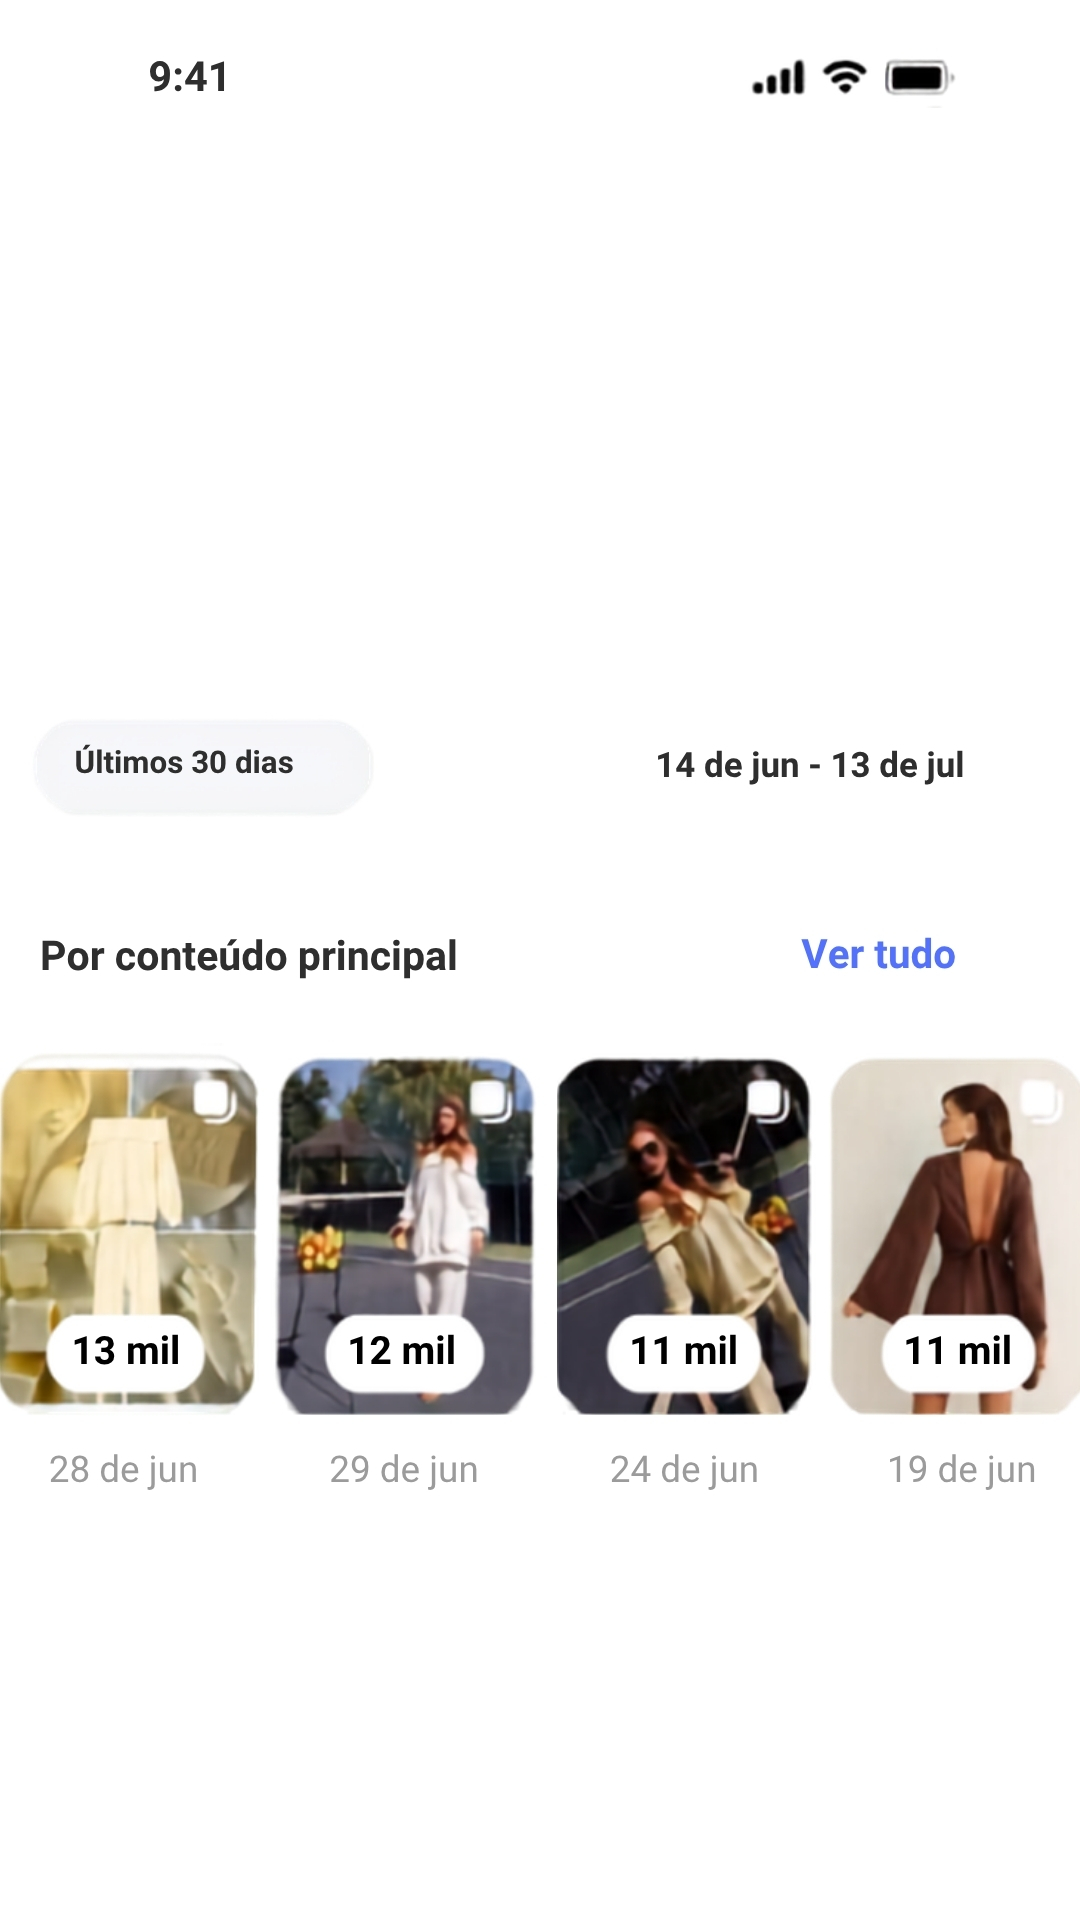 9:41
Últimos 30 dias
14 de jun - 13 de jul
Por conteúdo principal
Ver tudo
13 mil
12 mil
11 mil
11 mil
28 de jun
29 de jun
24 de jun
19 de jun